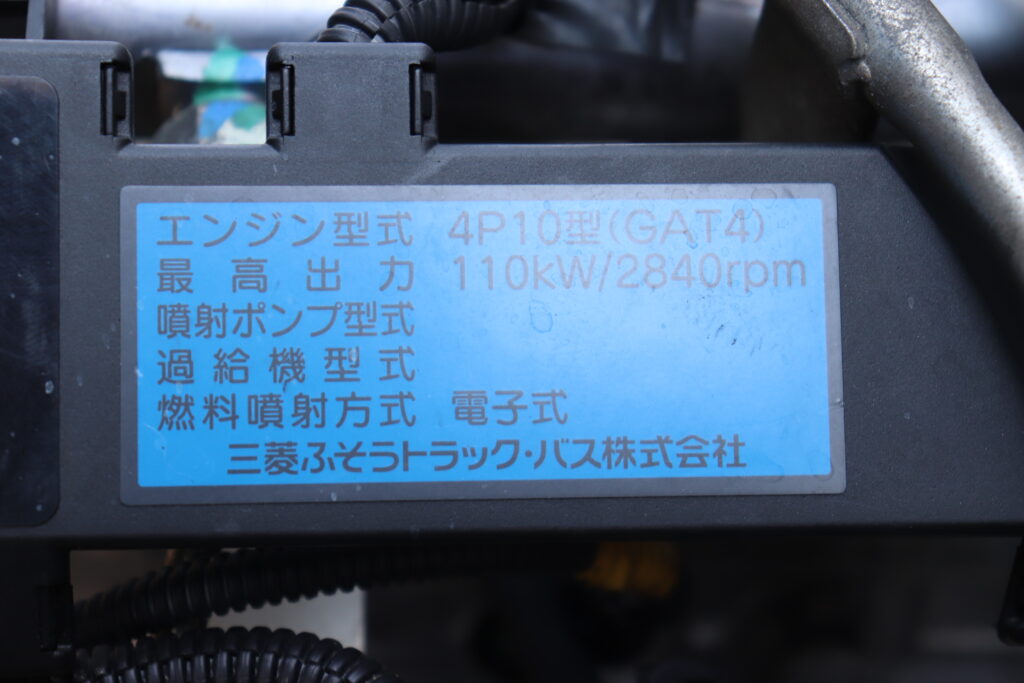 エンジン型式 4P10型(GAT4)
最高出力 110kW/2840rpm
噴射ポンプ型式
過給機型式
燃料噴射方式 電子式
三菱ふそうトラック・バス株式会社